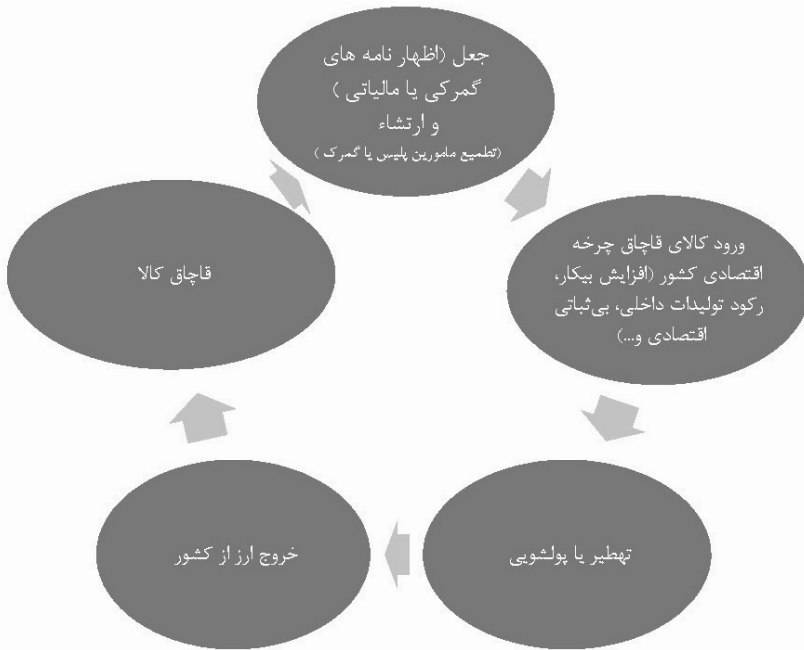 جعل (اظهار نامه های
گمرکی یا مالیاتی )
و ارتشاء
(تطمیع مامورین پلیس یا گمرک )
ورود کالای قاچاق چرخه
اقتصادی کشور (افزایش بیکار،
رکود تولیدات داخلی، بی‌ثباتی
اقتصادی و...)
تهطیر یا پولشویی
خروج ارز از کشور
قاچاق کالا